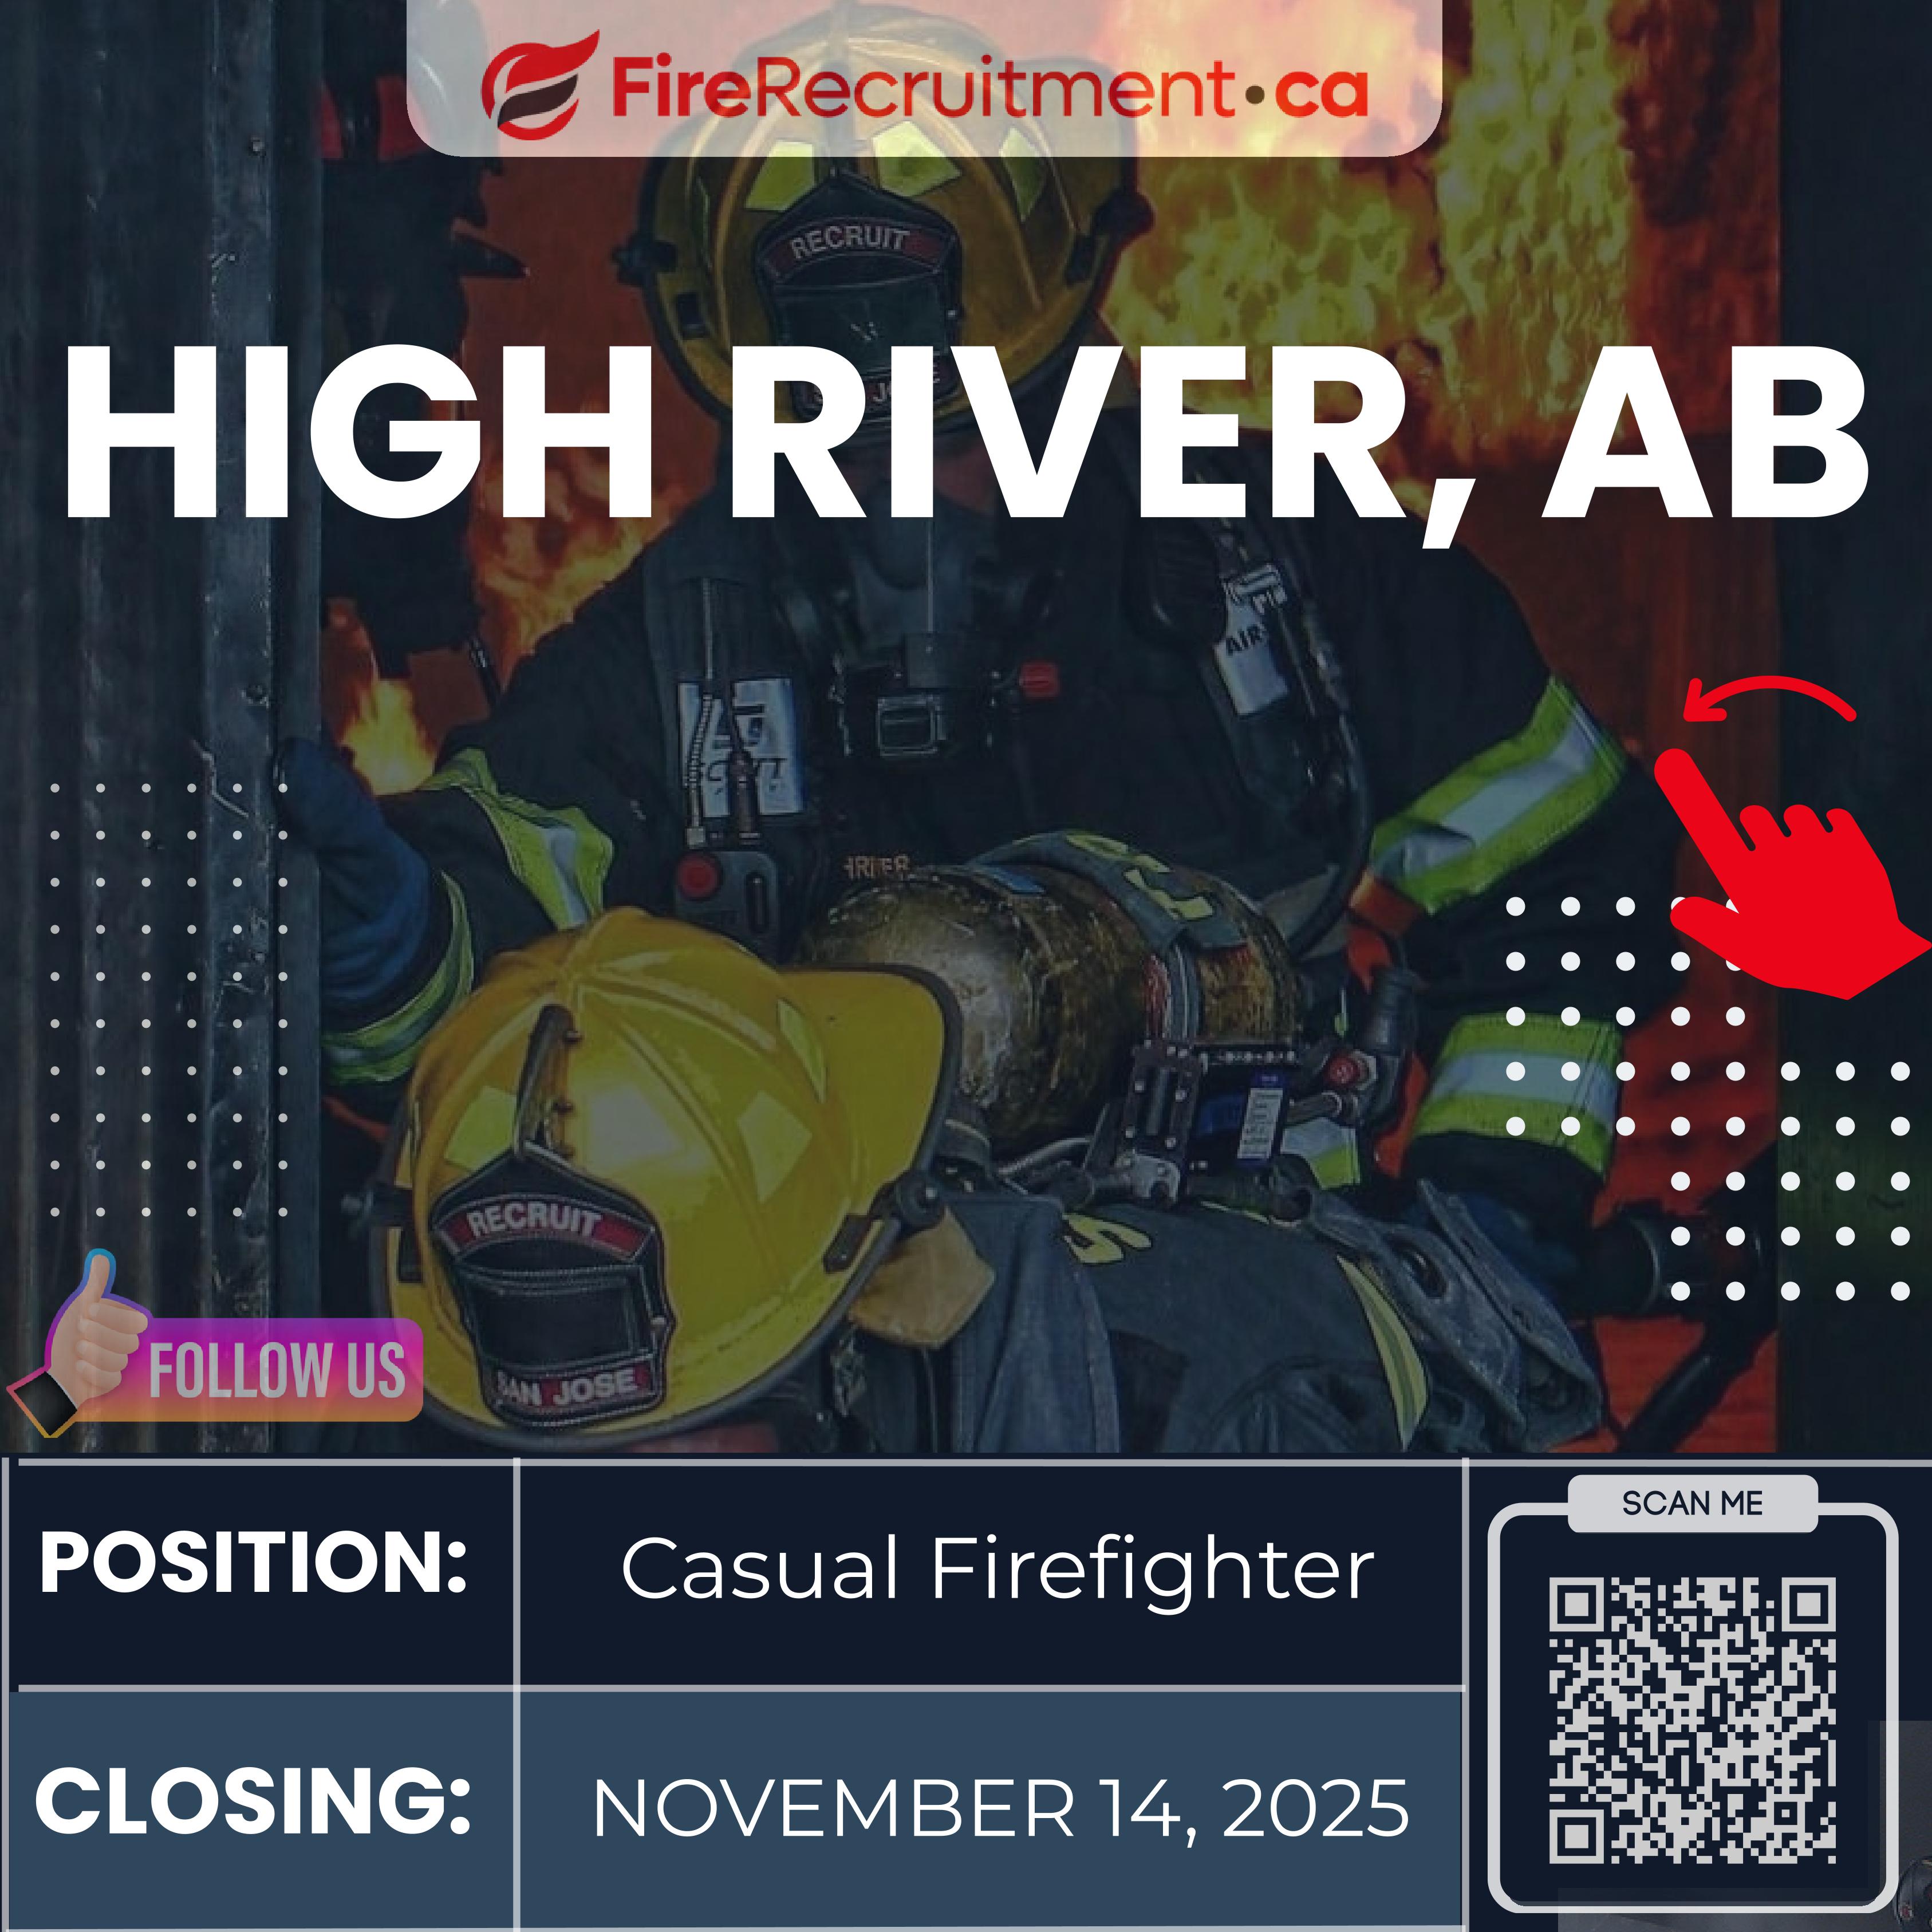 FireRecruitment.ca
RECRUIT
HIGH RIVER, AB
AIR
RECRUIT
SAN JOSE
FOLLOW US
POSITION:
Casual Firefighter
SCAN ME
CLOSING:
NOVEMBER 14, 2025